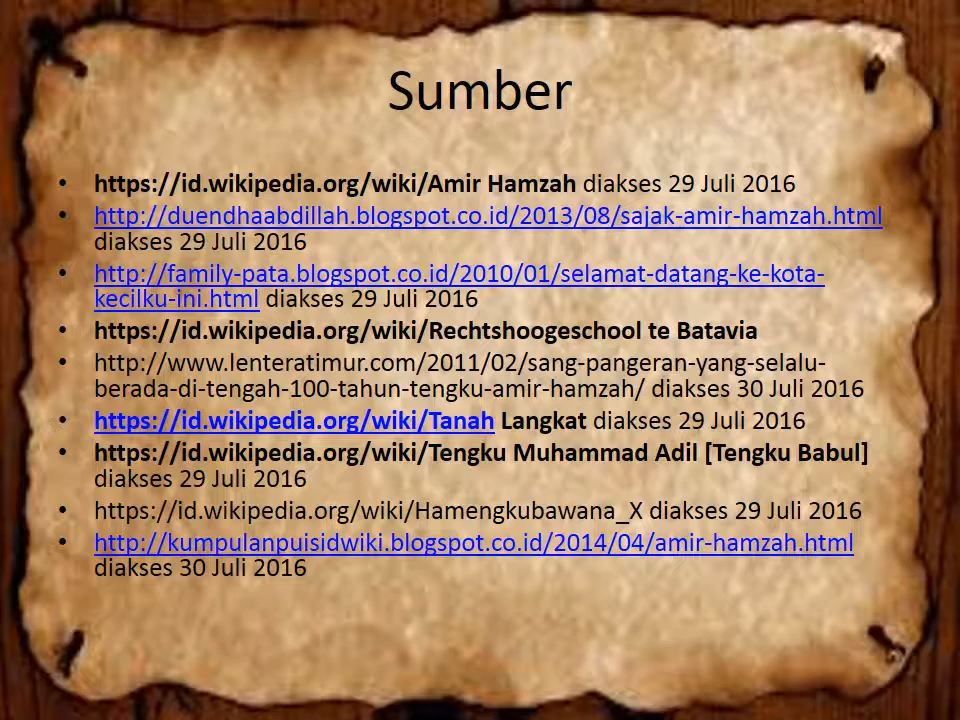 Sumber
• https://id.wikipedia.org/wiki/Amir Hamzah diakses 29 Juli 2016
• http://duendhaabdillah.blogspot.co.id/2013/08/sajak-amir-hamzah.html
diakses 29 Juli 2016
• http://family-pata.blogspot.co.id/2010/01/selamat-datang-ke-kota-
kecilku-ini.html diakses 29 Juli 2016
• https://id.wikipedia.org/wiki/Rechtshoogeschool te Batavia
• http://www.lenteratimur.com/2011/02/sang-pangeran-yang-selalu-
berada-di-tengah-100-tahun-tengku-amir-hamzah/ diakses 30 Juli 2016
• https://id.wikipedia.org/wiki/Tanah Langkat diakses 29 Juli 2016
• https://id.wikipedia.org/wiki/Tengku Muhammad Adil [Tengku Babul]
diakses 29 Juli 2016
• https://id.wikipedia.org/wiki/Hamengkubawana_X diakses 29 Juli 2016
• http://kumpulanpuisidwiki.blogspot.co.id/2014/04/amir-hamzah.html
diakses 30 Juli 2016